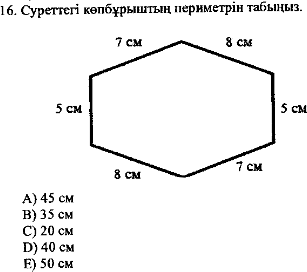 16. Суреттегі көпбұрыштың периметрін табыңыз.
7 см 8 см
5 см 5 см
8 см 7 см
A) 45 см
B) 35 см
C) 20 см
D) 40 см
E) 50 см